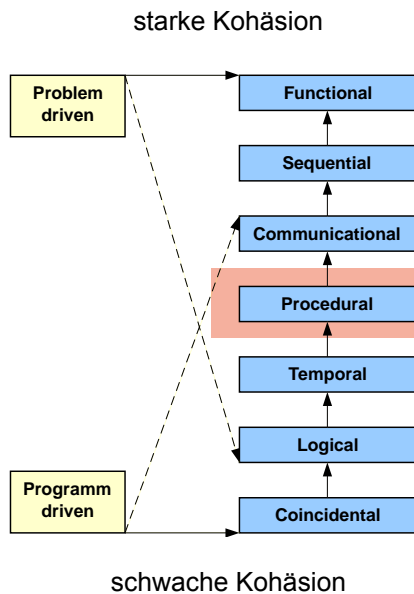 starke Kohäsion
Problem
driven
Functional
Sequential
Communicational
Procedural
Temporal
Logical
Programm
driven
Coincidental
schwache Kohäsion